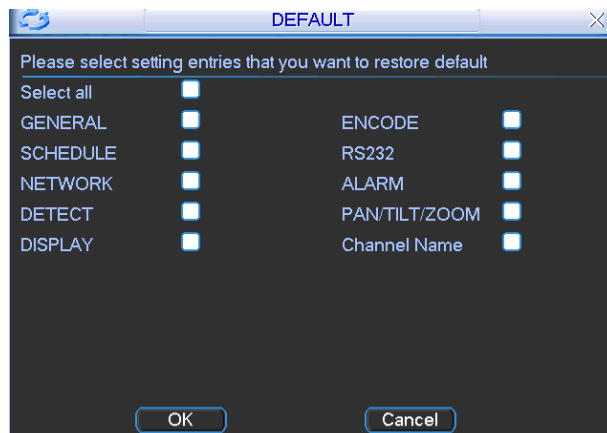 DEFAULT
Please select setting entries that you want to restore default
Select all
GENERAL ENCODE
SCHEDULE RS232
NETWORK ALARM
DETECT PAN/TILT/ZOOM
DISPLAY Channel Name
OK Cancel